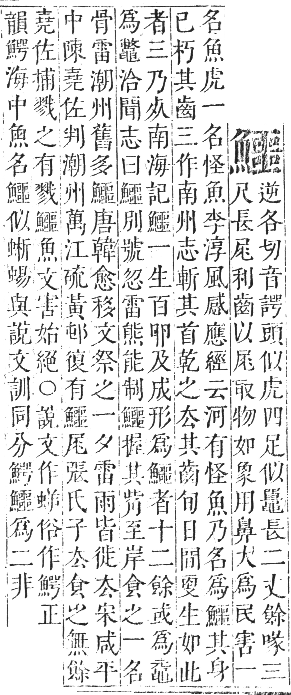 鱷
逆各切音諤頭似虎四足似鼉長二丈餘喙三
尺長尾利齒以尾取物如象用鼻大為民害一
名魚虎一名怪魚李淳風感應經云河有怪魚乃名為鱷其身
已朽其齒三作南州志斬其首乾之厺其齒旬日間更生如此
者三乃 南海記鱷一生百卵及成形為鱷者十二餘或為黿
為鼈洽聞志曰鱷別號忽雷熊能制鱷握其觜至岸食之一名
骨雷潮州舊多鱷唐韓愈移文祭之一夕雷雨皆徙厺宋咸平
中陳堯佐判潮州萬江硫黃邨復有鱷尾張氏子厺食之無餘
堯佐捕戮之有戮鱷魚文害始絕○說文作 俗作鰐正
韻鰐海中魚名鱷似蜥蜴與說文訓同分鰐鱷為二非